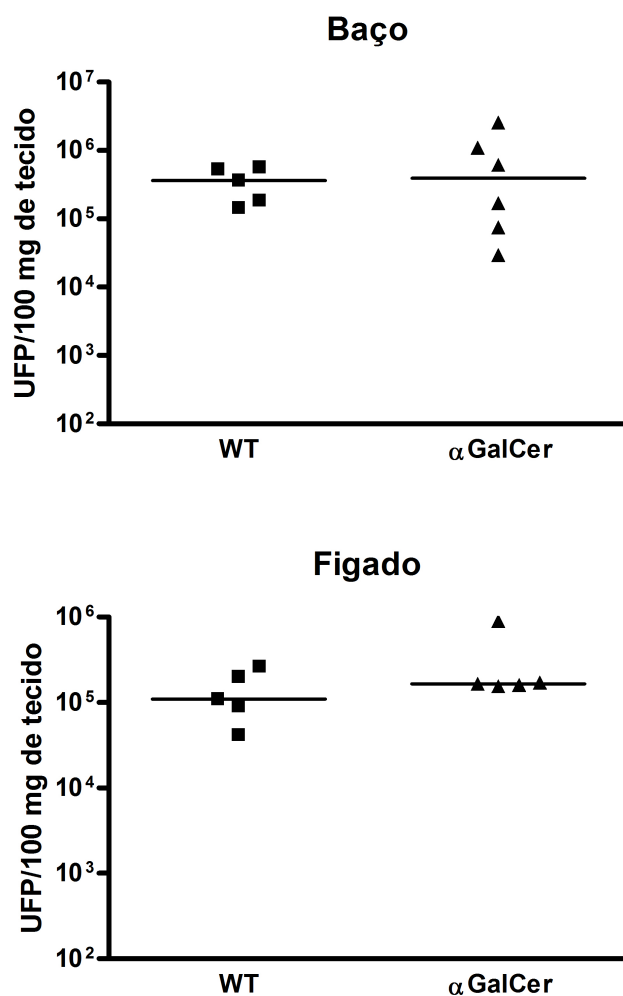 Baço
UFP/100 mg de tecido
10⁷
10⁶
10⁵
10⁴
10³
10²
WT
αGalCer
Figado
UFP/100 mg de tecido
10⁶
10⁵
10⁴
10³
10²
WT
αGalCer